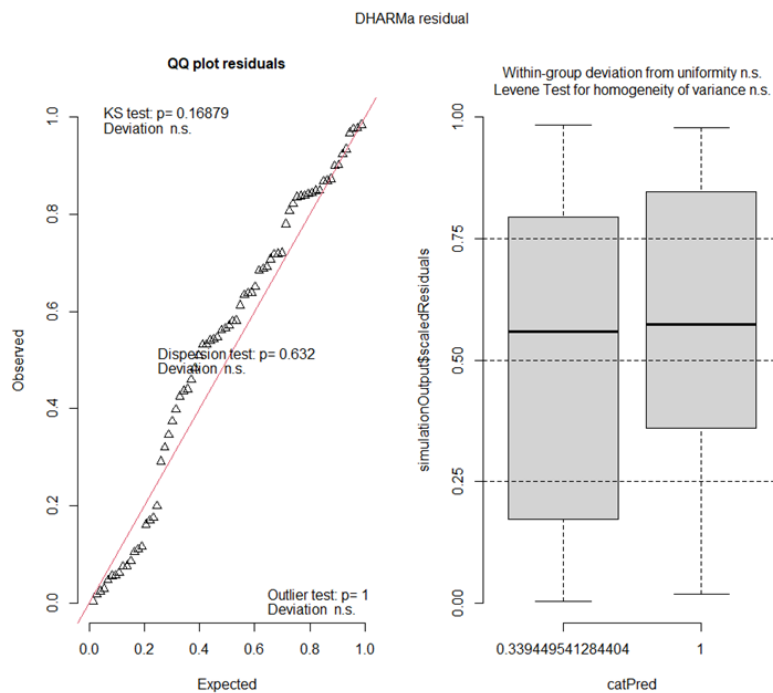 DHARMa residual
QQ plot residuals
KS test: p= 0.16879
Deviation n.s.
Dispersion test: p= 0.632
Deviation n.s.
Outlier test: p= 1
Deviation n.s.
Observed
0.0
0.2
0.4
0.6
0.8
1.0
0.0 0.2 0.4 0.6 0.8 1.0
Expected
Within-group deviation from uniformity n.s.
Levene Test for homogeneity of variance n.s.
simulationOutput$scaledResiduals
0.00
0.25
0.50
0.75
1.00
0.339449541284404 1
catPred